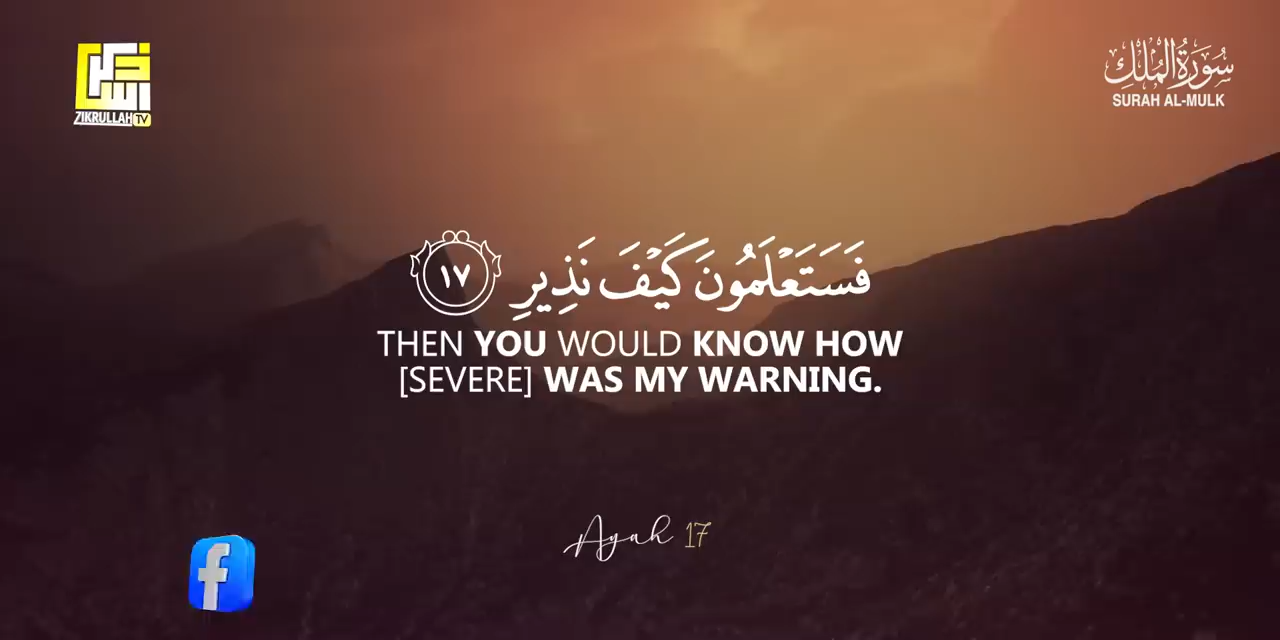 ZIKRULLAH TV
سُورَةُ الْمُلْكِ
SURAH AL-MULK
فَسَتَعْلَمُونَ كَيْفَ نَذِيرِ ١٧
THEN YOU WOULD KNOW HOW
[SEVERE] WAS MY WARNING.
Ayah 17